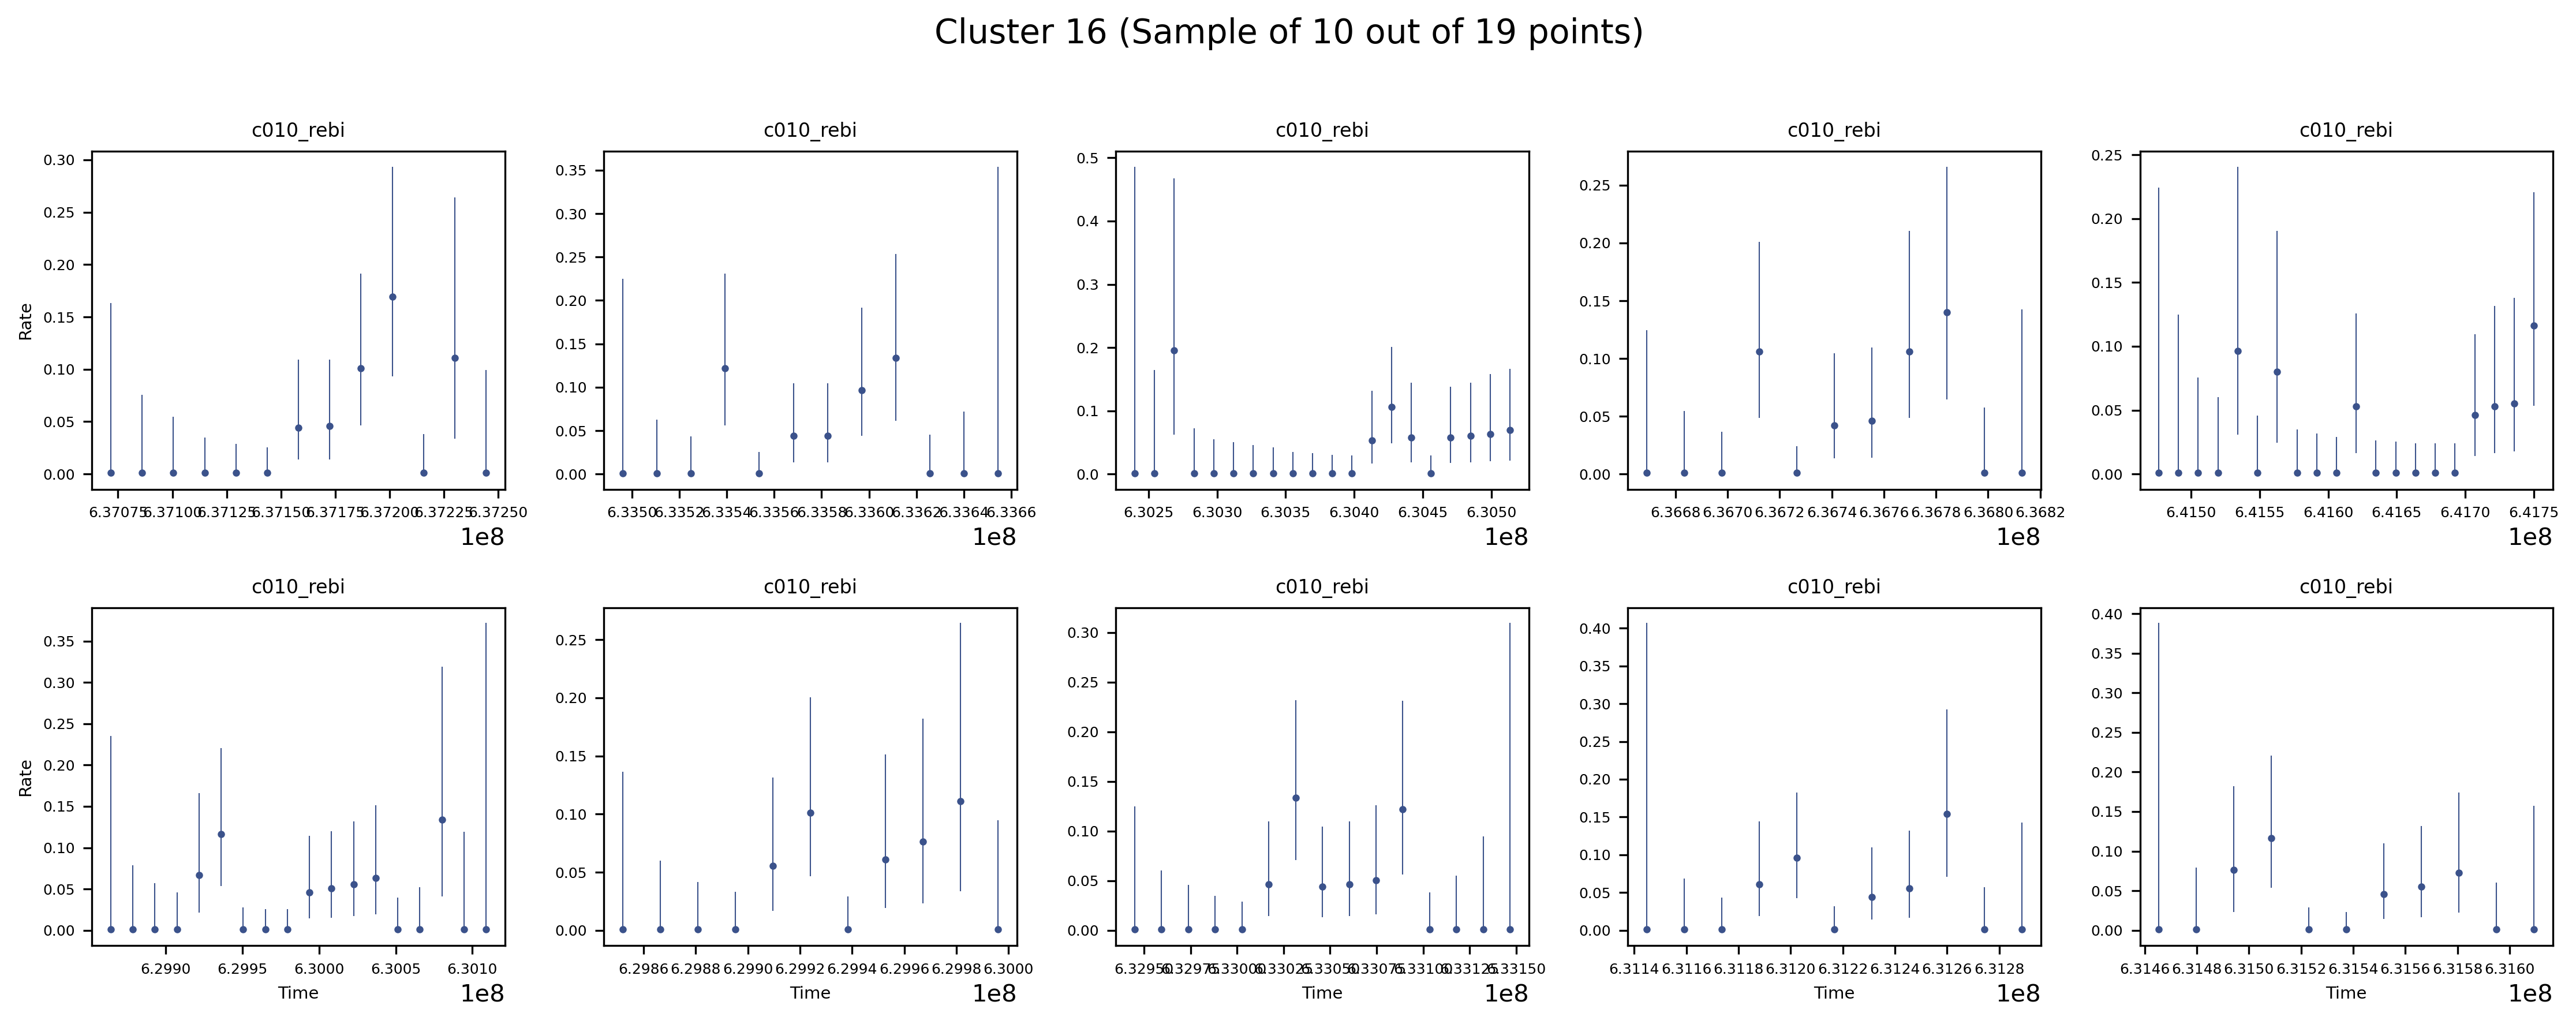 Cluster 16 (Sample of 10 out of 19 points)
c010_rebi c010_rebi c010_rebi c010_rebi c010_rebi
Rate
0.30 0.25 0.20 0.15 0.10 0.05 0.00
0.35 0.30 0.25 0.20 0.15 0.10 0.05 0.00
0.5 0.4 0.3 0.2 0.1 0.0
0.25 0.20 0.15 0.10 0.05 0.00
0.25 0.20 0.15 0.10 0.05 0.00
6.37075 6.37100 6.37125 6.37150 6.37175 6.37200 6.37225 6.37250
6.3350 6.3352 6.3354 6.3356 6.3358 6.3360 6.3362 6.3364 6.3366
6.3025 6.3030 6.3035 6.3040 6.3045 6.3050
6.3668 6.3670 6.3672 6.3674 6.3676 6.3678 6.3680 6.3682
6.4150 6.4155 6.4160 6.4165 6.4170 6.4175
1e8 1e8 1e8 1e8 1e8
c010_rebi c010_rebi c010_rebi c010_rebi c010_rebi
Rate
0.35 0.30 0.25 0.20 0.15 0.10 0.05 0.00
0.25 0.20 0.15 0.10 0.05 0.00
0.30 0.25 0.20 0.15 0.10 0.05 0.00
0.40 0.35 0.30 0.25 0.20 0.15 0.10 0.05 0.00
0.40 0.35 0.30 0.25 0.20 0.15 0.10 0.05 0.00
6.2990 6.2995 6.3000 6.3005 6.3010
6.2986 6.2988 6.2990 6.2992 6.2994 6.2996 6.2998 6.3000
6.32950 6.32975 6.33000 6.33025 6.33050 6.33075 6.33100 6.33125 6.33150
6.3114 6.3116 6.3118 6.3120 6.3122 6.3124 6.3126 6.3128
6.3146 6.3148 6.3150 6.3152 6.3154 6.3156 6.3158 6.3160
Time Time Time Time Time
1e8 1e8 1e8 1e8 1e8